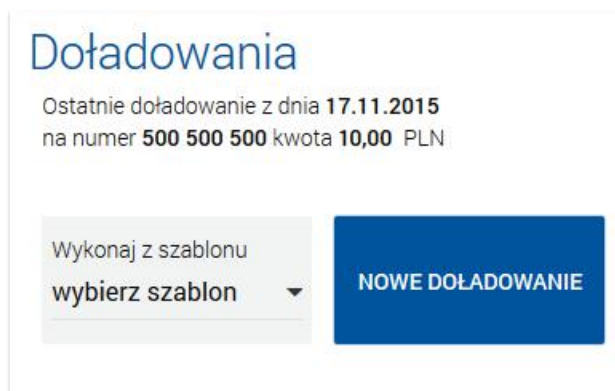 Doładowania
Ostatnie doładowanie z dnia 17.11.2015
na numer 500 500 500 kwota 10,00 PLN
Wykonaj z szablonu
wybierz szablon
NOWE DOŁADOWANIE